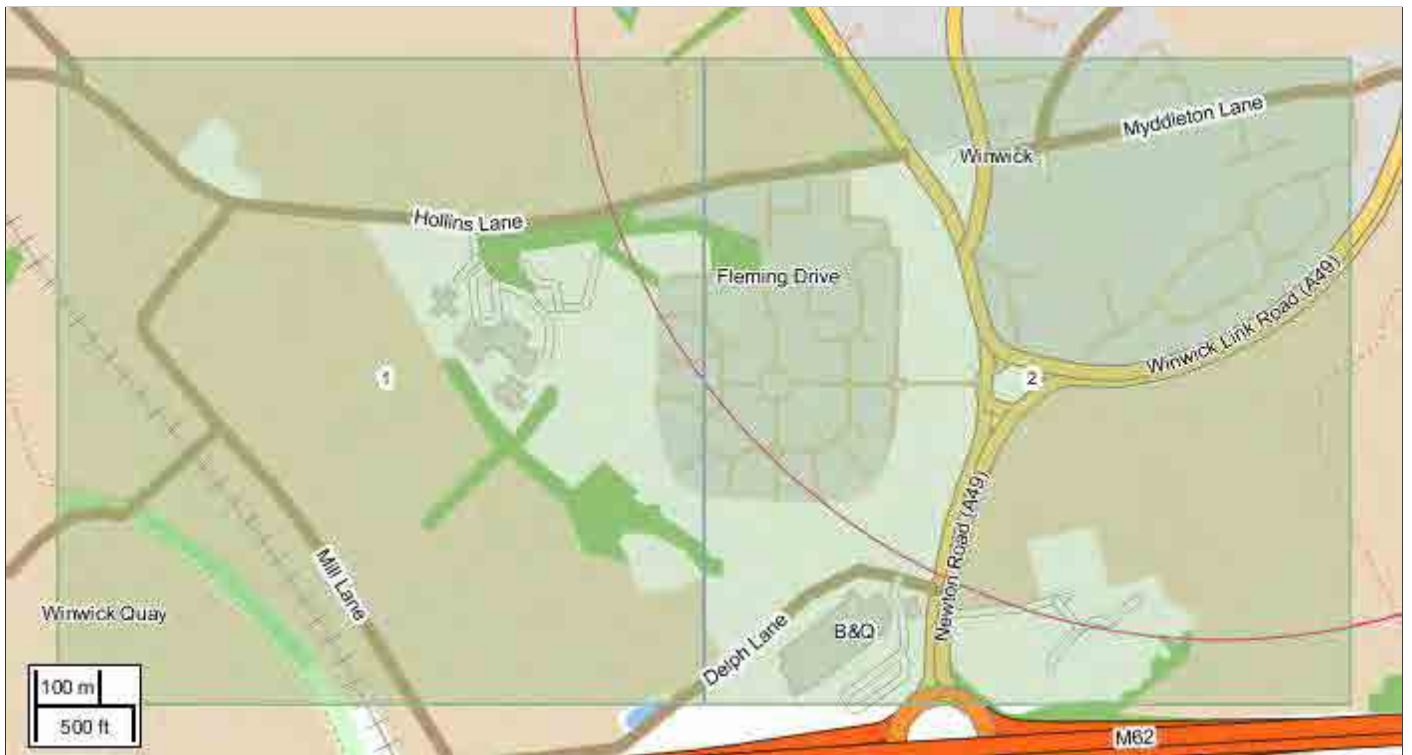 Myddleton Lane
Winwick
Hollins Lane
Fleming Drive
Winwick Link Road (A49)
1
2
Newton Road (A49)
Mill Lane
Winwick Quay
B&Q
Delph Lane
100 m
500 ft
M62